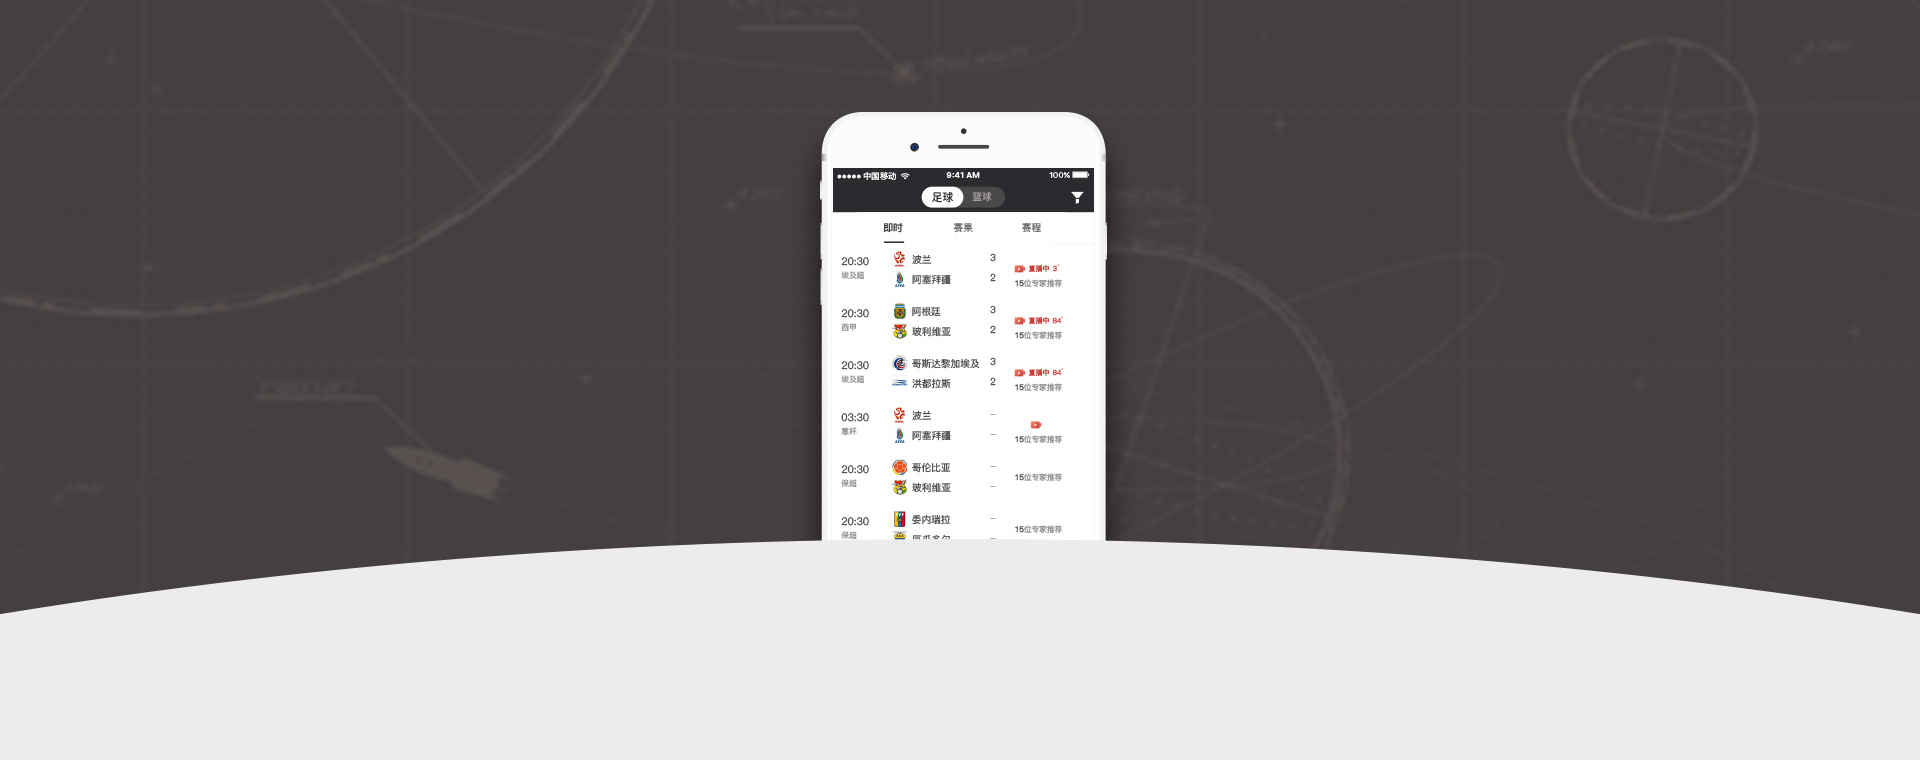 中国移动 9:41 AM 100%
足球 篮球
即时 赛果 赛程
20:30 波兰 3 直播中 3'
埃及超 阿塞拜疆 2 15位专家推荐
20:30 阿根廷 3 直播中 84'
西甲 玻利维亚 2 15位专家推荐
20:30 哥斯达黎加埃及 3 直播中 84'
埃及超 洪都拉斯 2 15位专家推荐
03:30 波兰 –
意杯 阿塞拜疆 – 15位专家推荐
20:30 哥伦比亚 –
保超 玻利维亚 – 15位专家推荐
20:30 委内瑞拉 –
保超 15位专家推荐